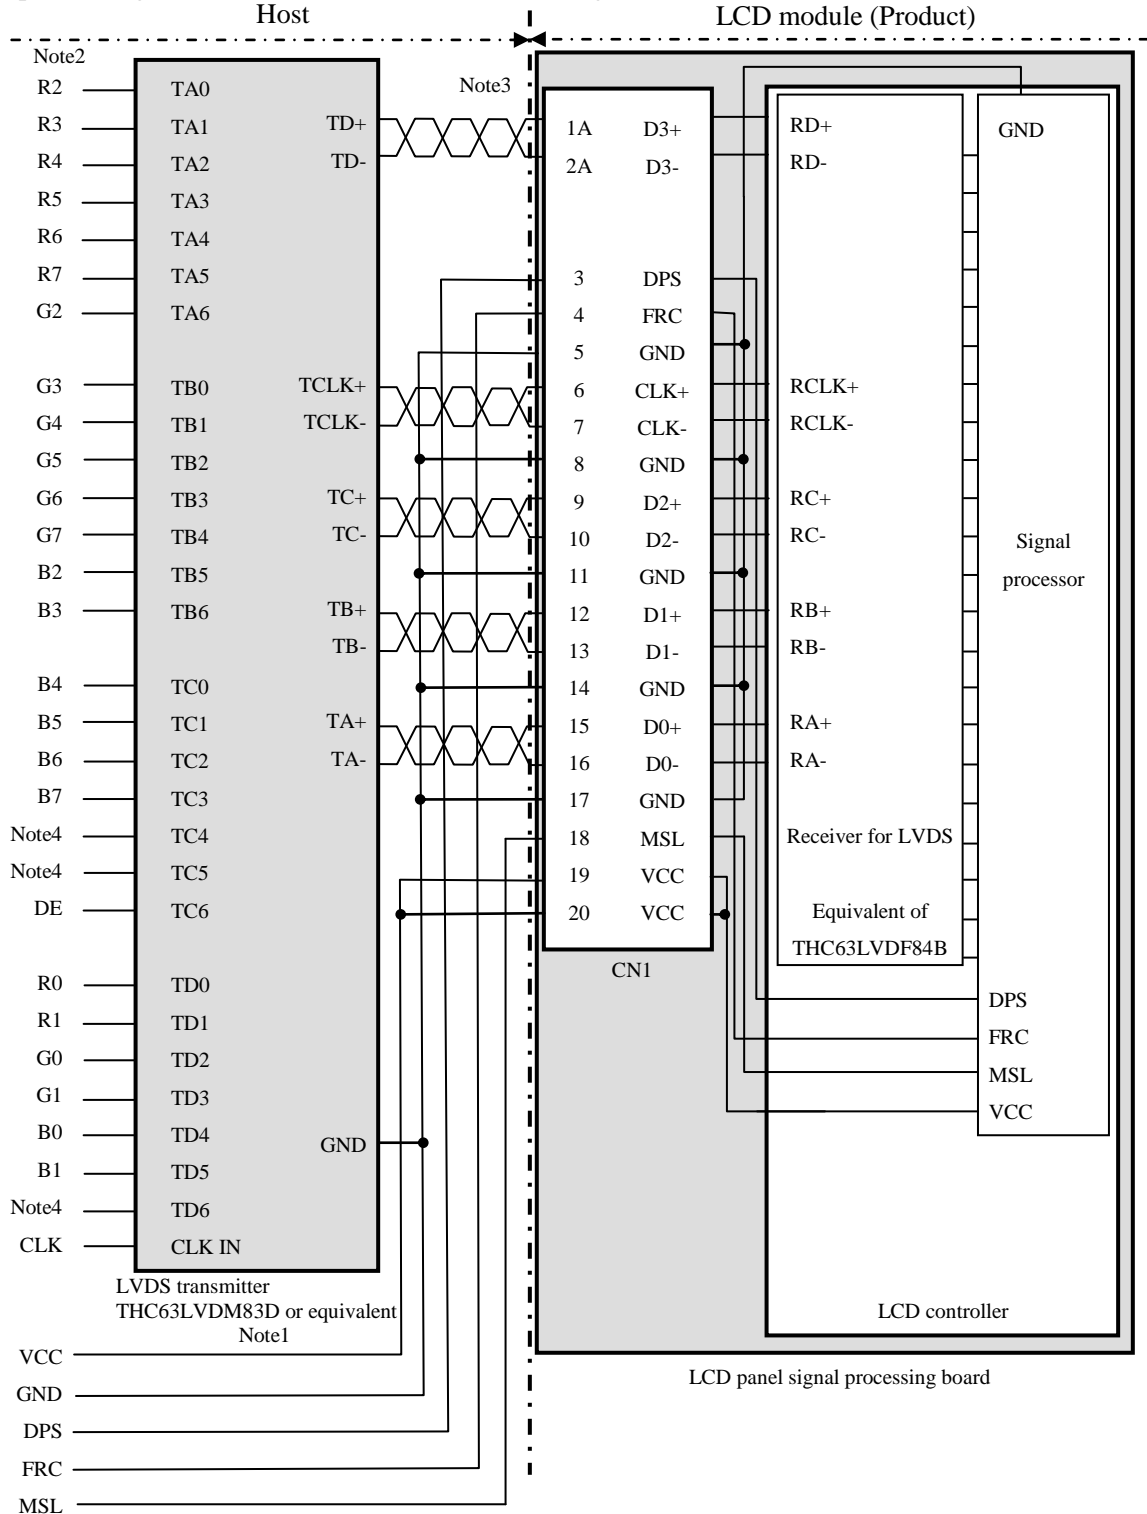 Host
LCD module (Product)
Note2
Note3
R2 TA0
R3 TA1 TD+ 1A D3+ RD+ GND
R4 TA2 TD- 2A D3- RD-
R5 TA3
R6 TA4
R7 TA5 3 DPS
G2 TA6 4 FRC
5 GND
G3 TB0 TCLK+ 6 CLK+ RCLK+
G4 TB1 TCLK- 7 CLK- RCLK-
G5 TB2 8 GND
G6 TB3 TC+ 9 D2+ RC+
G7 TB4 TC- 10 D2- RC- Signal
B2 TB5 11 GND processor
B3 TB6 TB+ 12 D1+ RB+
TB- 13 D1- RB-
B4 TC0 14 GND
B5 TC1 TA+ 15 D0+ RA+
B6 TC2 TA- 16 D0- RA-
B7 TC3 17 GND
Note4 TC4 18 MSL Receiver for LVDS
Note4 TC5 19 VCC
DE TC6 20 VCC Equivalent of
THC63LVDF84B
CN1
R0 TD0 DPS
R1 TD1 FRC
G0 TD2 MSL
G1 TD3 VCC
B0 TD4 GND
B1 TD5
Note4 TD6
CLK CLK IN
LVDS transmitter
THC63LVDM83D or equivalent
Note1
LCD controller
VCC
LCD panel signal processing board
GND
DPS
FRC
MSL